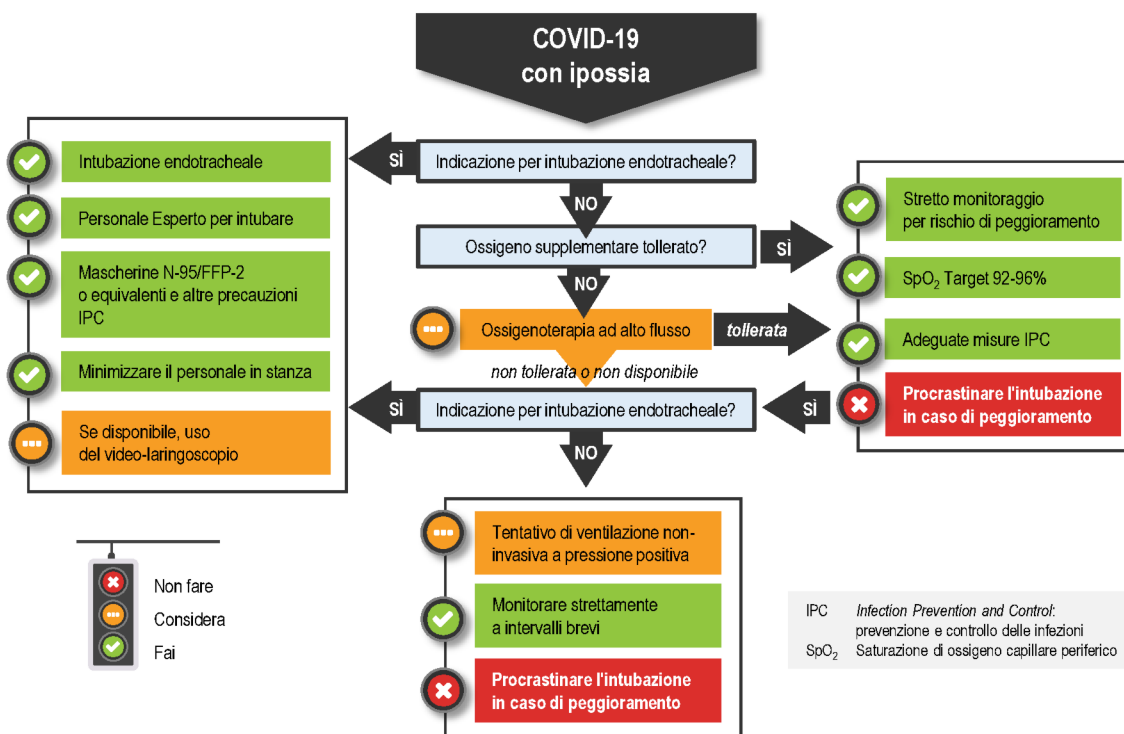 COVID-19
con ipossia
Indicazione per intubazione endotracheale?
SÌ
NO
Intubazione endotracheale
Personale Esperto per intubare
Mascherine N-95/FFP-2
o equivalenti e altre precauzioni
IPC
Minimizzare il personale in stanza
Se disponibile, uso
del video-laringoscopio
Ossigeno supplementare tollerato?
SÌ
NO
Stretto monitoraggio
per rischio di peggioramento
SpO₂ Target 92-96%
Adeguate misure IPC
Procrastinare l'intubazione
in caso di peggioramento
Ossigenoterapia ad alto flusso
tollerata
non tollerata o non disponibile
SÌ
Indicazione per intubazione endotracheale?
SÌ
NO
Tentativo di ventilazione non-
invasiva a pressione positiva
Monitorare strettamente
a intervalli brevi
Procrastinare l'intubazione
in caso di peggioramento
Non fare
Considera
Fai
IPC Infection Prevention and Control:
prevenzione e controllo delle infezioni
SpO₂ Saturazione di ossigeno capillare periferico